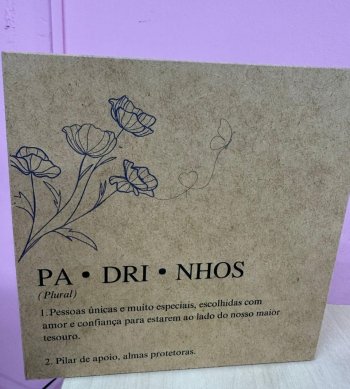 PA • DRI • NHOS
(Plural)
1. Pessoas únicas e muito especiais, escolhidas com
amor e confiança para estarem ao lado do nosso maior
tesouro.
2. Pilar de apoio, almas protetoras.